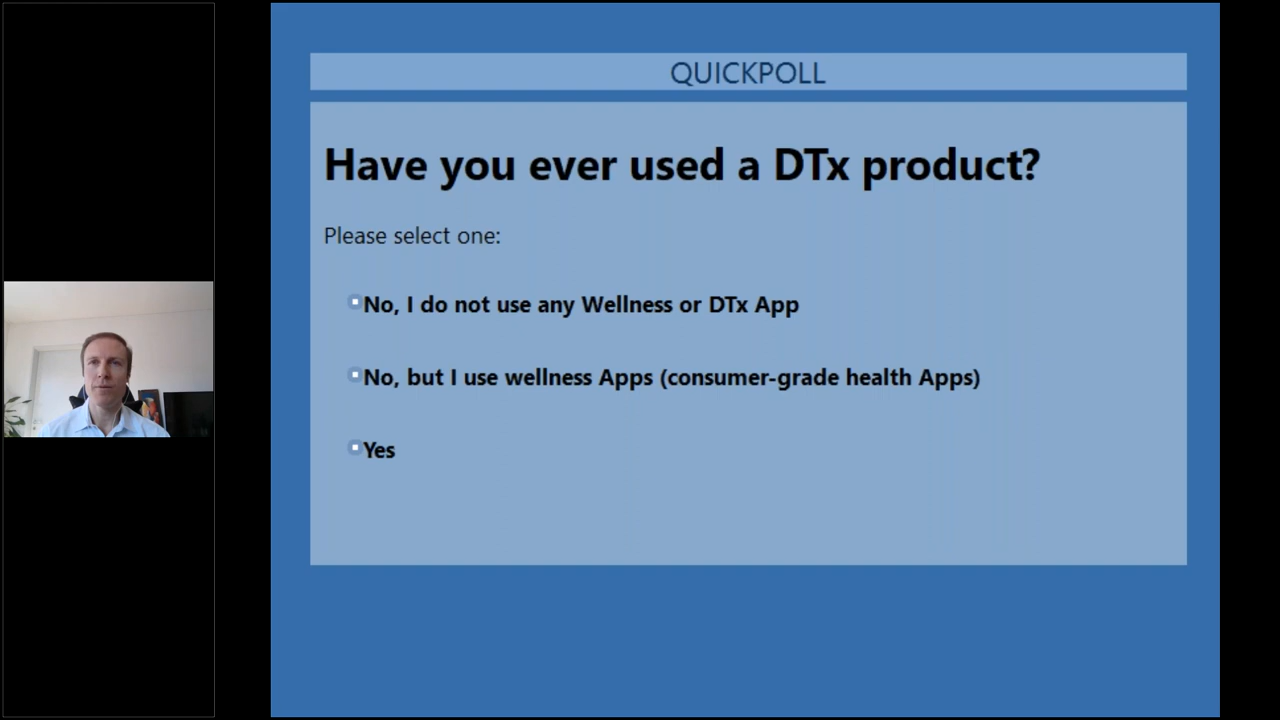 QUICKPOLL
Have you ever used a DTx product?
Please select one:
No, I do not use any Wellness or DTx App
No, but I use wellness Apps (consumer-grade health Apps)
Yes